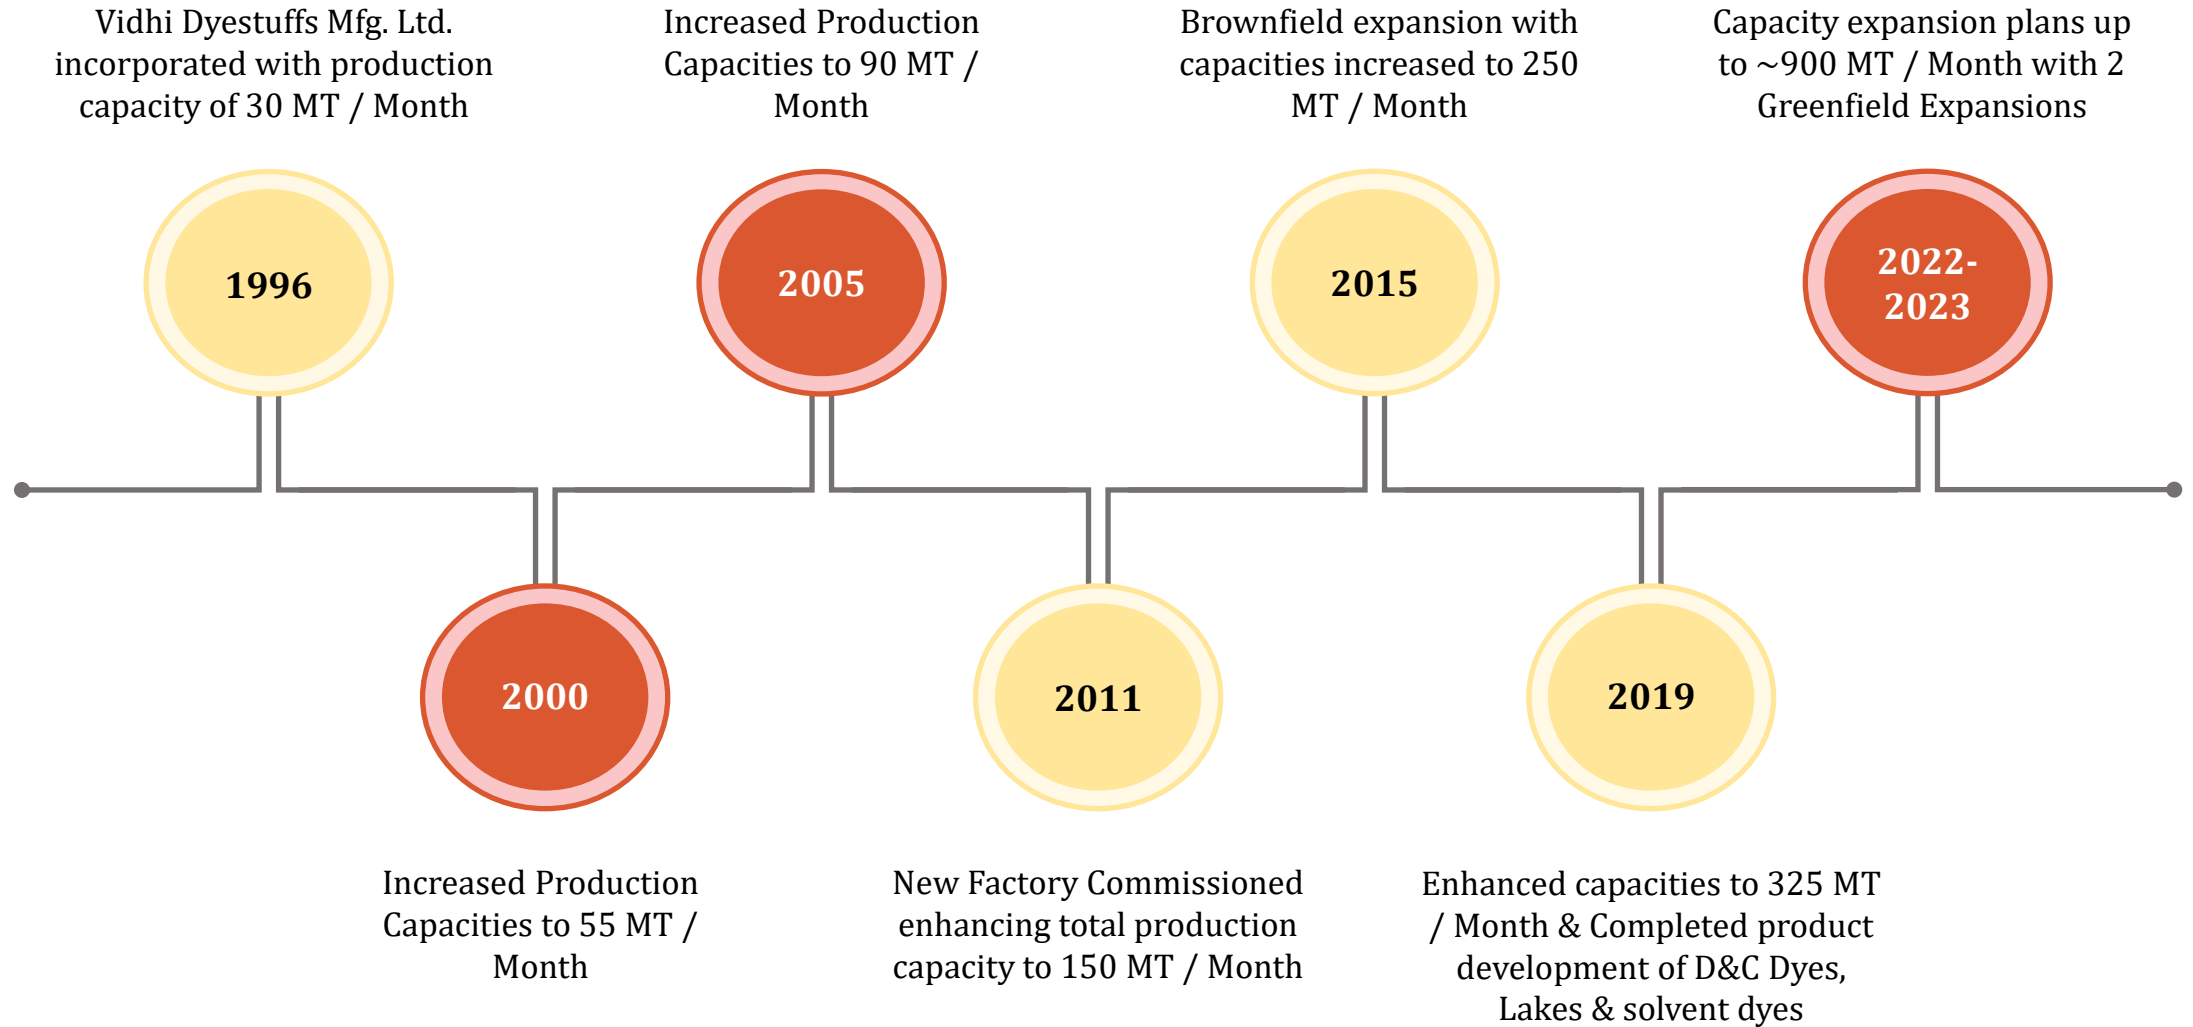 Vidhi Dyestuffs Mfg. Ltd.
incorporated with production
capacity of 30 MT / Month
Increased Production
Capacities to 90 MT /
Month
Brownfield expansion with
capacities increased to 250
MT / Month
Capacity expansion plans up
to ~900 MT / Month with 2
Greenfield Expansions
1996
2005
2015
2022-
2023
2000
2011
2019
Increased Production
Capacities to 55 MT /
Month
New Factory Commissioned
enhancing total production
capacity to 150 MT / Month
Enhanced capacities to 325 MT
/ Month & Completed product
development of D&C Dyes,
Lakes & solvent dyes